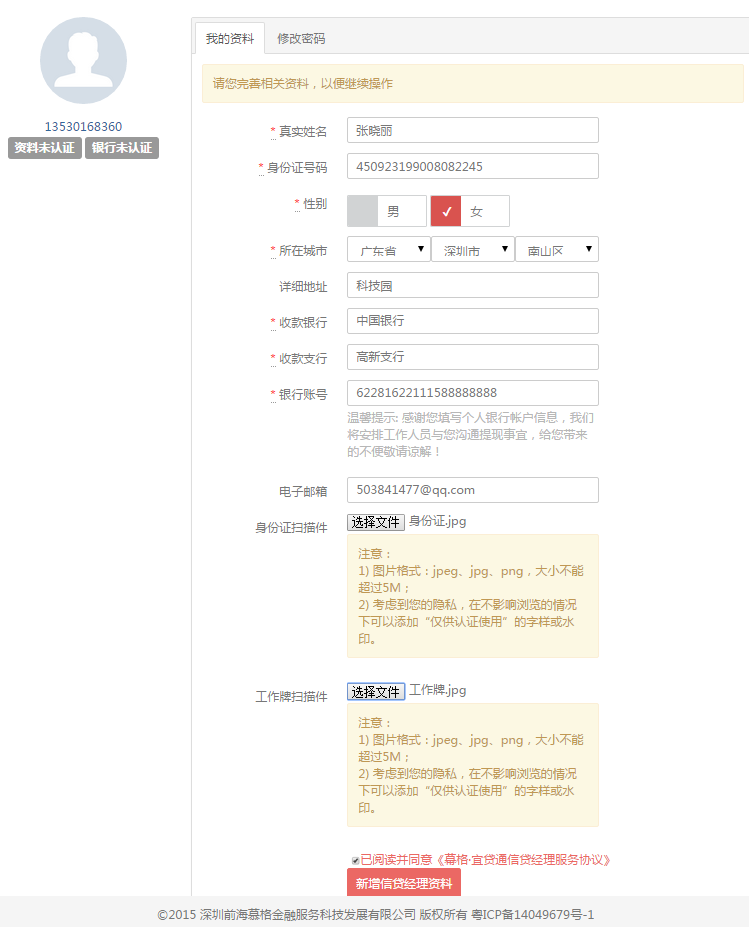 我的资料 修改密码
请您完善相关资料，以便继续操作
13530168360
资料未认证 银行未认证
* 真实姓名 张晓丽
* 身份证号码 450923199008082245
* 性别 男 ✓ 女
* 所在城市 广东省 深圳市 南山区
详细地址 科技园
* 收款银行 中国银行
* 收款支行 高新支行
* 银行账号 62281622111588888888
温馨提示: 感谢您填写个人银行帐户信息，我们
将安排工作人员与您沟通提现事宜，给您带来
的不便敬请谅解！
电子邮箱 503841477@qq.com
身份证扫描件 选择文件 身份证.jpg
注意：
1) 图片格式：jpeg、jpg、png，大小不能
超过5M；
2) 考虑到您的隐私，在不影响浏览的情况
下可以添加“仅供认证使用”的字样或水
印。
工作牌扫描件 选择文件 工作牌.jpg
注意：
1) 图片格式：jpeg、jpg、png，大小不能
超过5M；
2) 考虑到您的隐私，在不影响浏览的情况
下可以添加“仅供认证使用”的字样或水
印。
已阅读并同意《幕格·宜贷通信贷经理服务协议》
新增信贷经理资料
©2015 深圳前海慕格金融服务科技发展有限公司 版权所有 粤ICP备14049679号-1